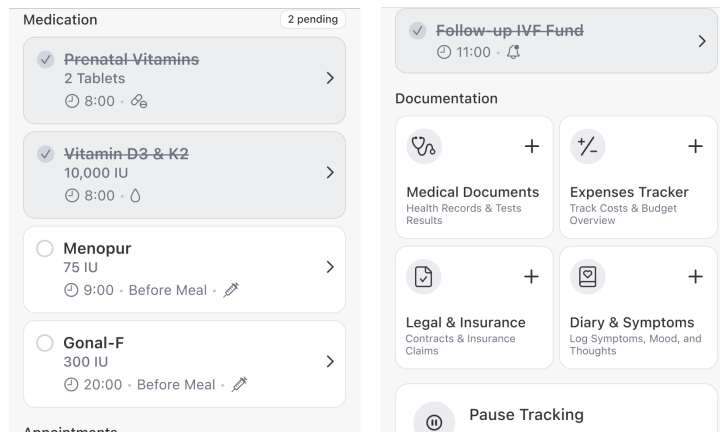 Medication
2 pending
Prenatal Vitamins
2 Tablets
8:00 •
Vitamin D3 & K2
10,000 IU
8:00 •
Menopur
75 IU
9:00 • Before Meal •
Gonal-F
300 IU
20:00 • Before Meal •
Appointments
Follow-up IVF Fund
11:00 •
Documentation
Medical Documents
Health Records & Tests
Results
+/-
Expenses Tracker
Track Costs & Budget
Overview
Legal & Insurance
Contracts & Insurance
Claims
Diary & Symptoms
Log Symptoms, Mood, and
Thoughts
Pause Tracking